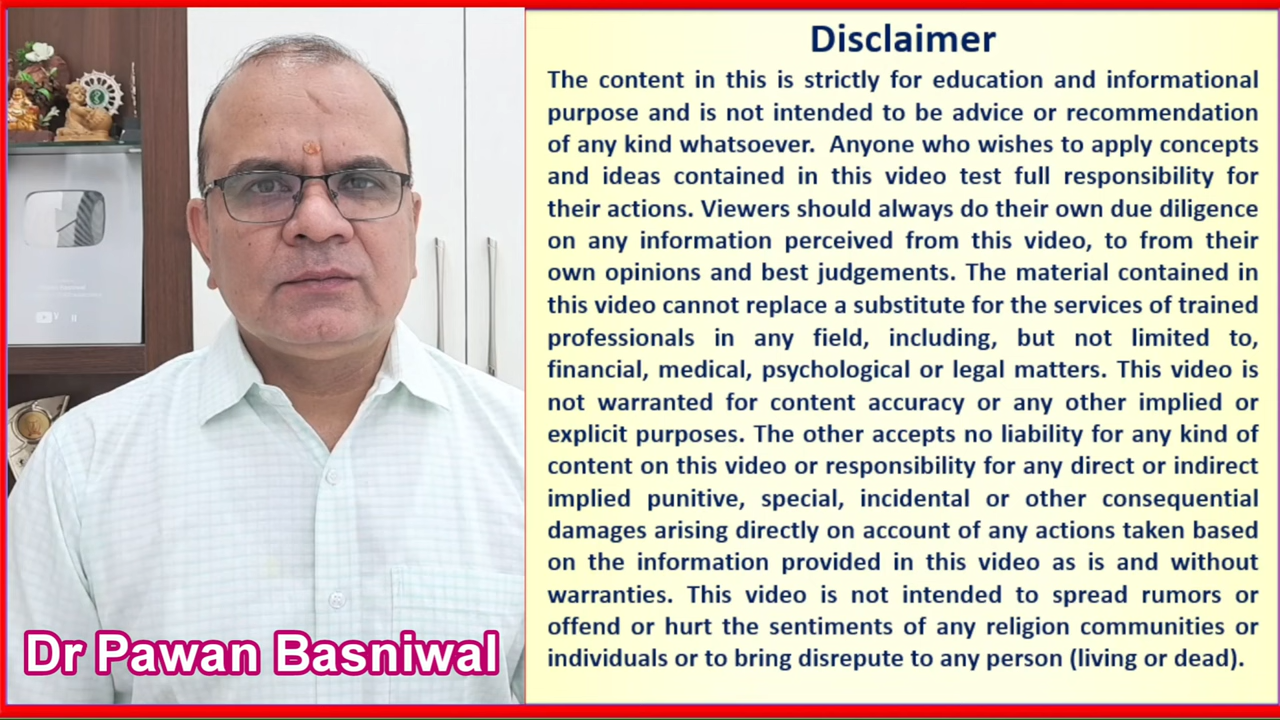 Disclaimer
The content in this is strictly for education and informational
purpose and is not intended to be advice or recommendation
of any kind whatsoever. Anyone who wishes to apply concepts
and ideas contained in this video test full responsibility for
their actions. Viewers should always do their own due diligence
on any information perceived from this video, to from their
own opinions and best judgements. The material contained in
this video cannot replace a substitute for the services of trained
professionals in any field, including, but not limited to,
financial, medical, psychological or legal matters. This video is
not warranted for content accuracy or any other implied or
explicit purposes. The other accepts no liability for any kind of
content on this video or responsibility for any direct or indirect
implied punitive, special, incidental or other consequential
damages arising directly on account of any actions taken based
on the information provided in this video as is and without
warranties. This video is not intended to spread rumors or
offend or hurt the sentiments of any religion communities or
individuals or to bring disrepute to any person (living or dead).
Dr Pawan Basniwal